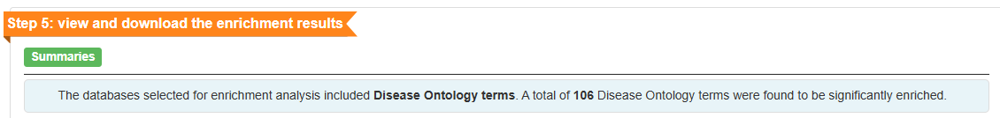 Step 5: view and download the enrichment results
Summaries
The databases selected for enrichment analysis included Disease Ontology terms. A total of 106 Disease Ontology terms were found to be significantly enriched.